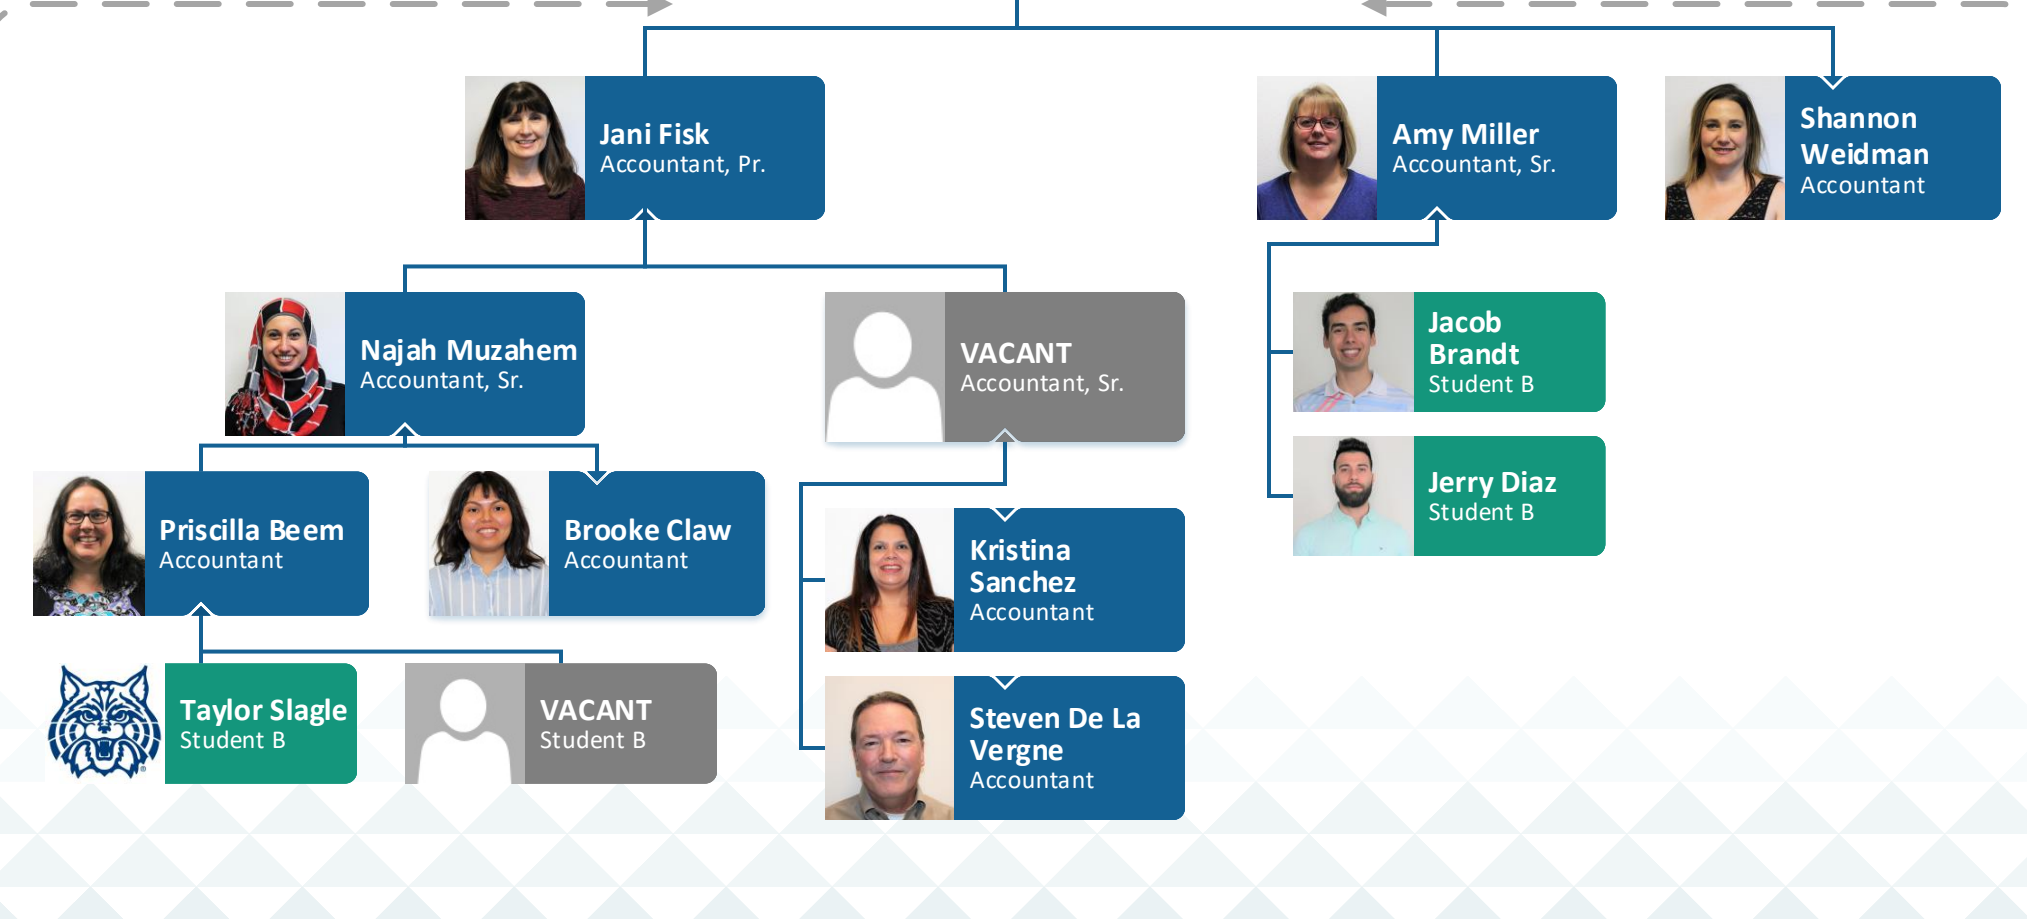 Jani Fisk
Accountant, Pr.
Amy Miller
Accountant, Sr.
Shannon
Weidman
Accountant
Najah Muzahem
Accountant, Sr.
VACANT
Accountant, Sr.
Jacob
Brandt
Student B
Jerry Diaz
Student B
Priscilla Beem
Accountant
Brooke Claw
Accountant
Kristina
Sanchez
Accountant
Taylor Slagle
Student B
VACANT
Student B
Steven De La
Vergne
Accountant